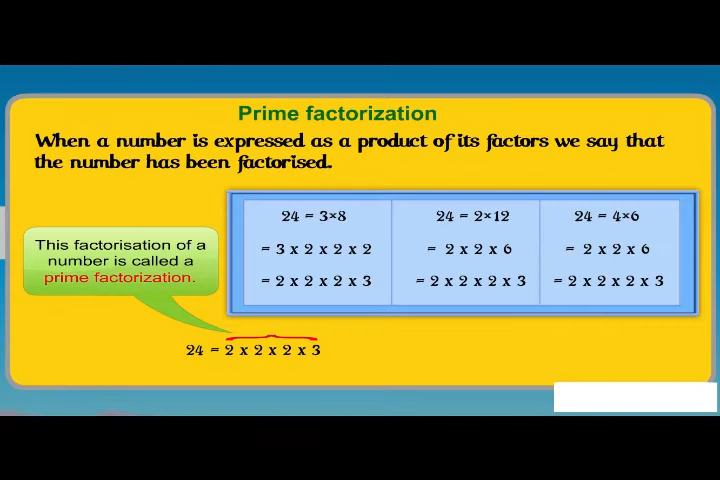 Prime factorization
When a number is expressed as a product of its factors we say that
the number has been factorised.
24 = 3×8
= 3 x 2 x 2 x 2
= 2 x 2 x 2 x 3
24 = 2×12
= 2 x 2 x 6
= 2 x 2 x 2 x 3
24 = 4×6
= 2 x 2 x 6
= 2 x 2 x 2 x 3
This factorisation of a
number is called a
prime factorization.
24 = 2 x 2 x 2 x 3